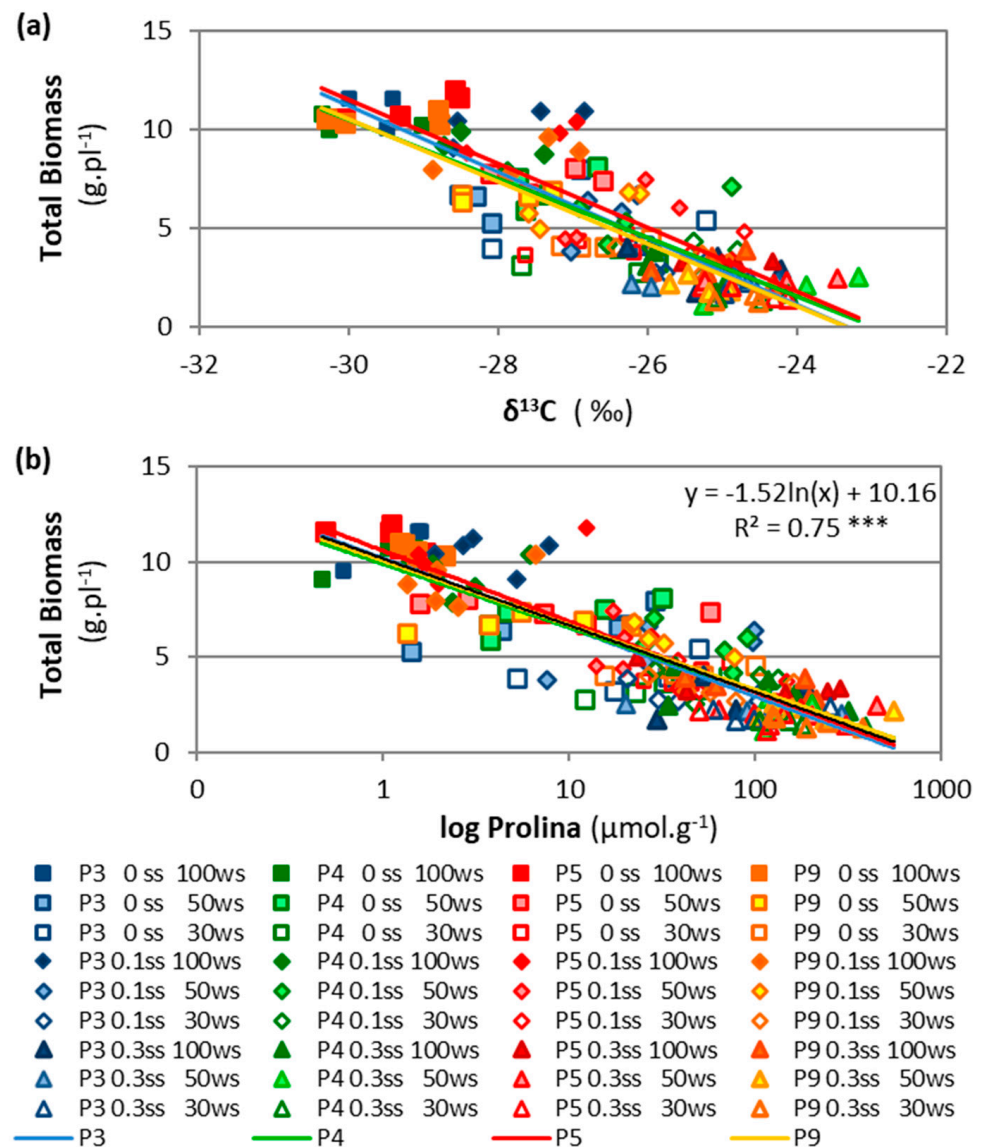 (a)
Total Biomass
(g.pl⁻¹)
15
10
5
0
-32 -30 -28 -26 -24 -22
δ¹³C ( ‰)
(b)
Total Biomass
(g.pl⁻¹)
15
10
5
0
y = -1.52ln(x) + 10.16
R² = 0.75 ***
0 1 10 100 1000
log Prolina (µmol.g⁻¹)
P3 0 ss 100ws P4 0 ss 100ws P5 0 ss 100ws P9 0 ss 100ws
P3 0 ss 50ws P4 0 ss 50ws P5 0 ss 50ws P9 0 ss 50ws
P3 0 ss 30ws P4 0 ss 30ws P5 0 ss 30ws P9 0 ss 30ws
P3 0.1ss 100ws P4 0.1ss 100ws P5 0.1ss 100ws P9 0.1ss 100ws
P3 0.1ss 50ws P4 0.1ss 50ws P5 0.1ss 50ws P9 0.1ss 50ws
P3 0.1ss 30ws P4 0.1ss 30ws P5 0.1ss 30ws P9 0.1ss 30ws
P3 0.3ss 100ws P4 0.3ss 100ws P5 0.3ss 100ws P9 0.3ss 100ws
P3 0.3ss 50ws P4 0.3ss 50ws P5 0.3ss 50ws P9 0.3ss 50ws
P3 0.3ss 30ws P4 0.3ss 30ws P5 0.3ss 30ws P9 0.3ss 30ws
P3 P4 P5 P9